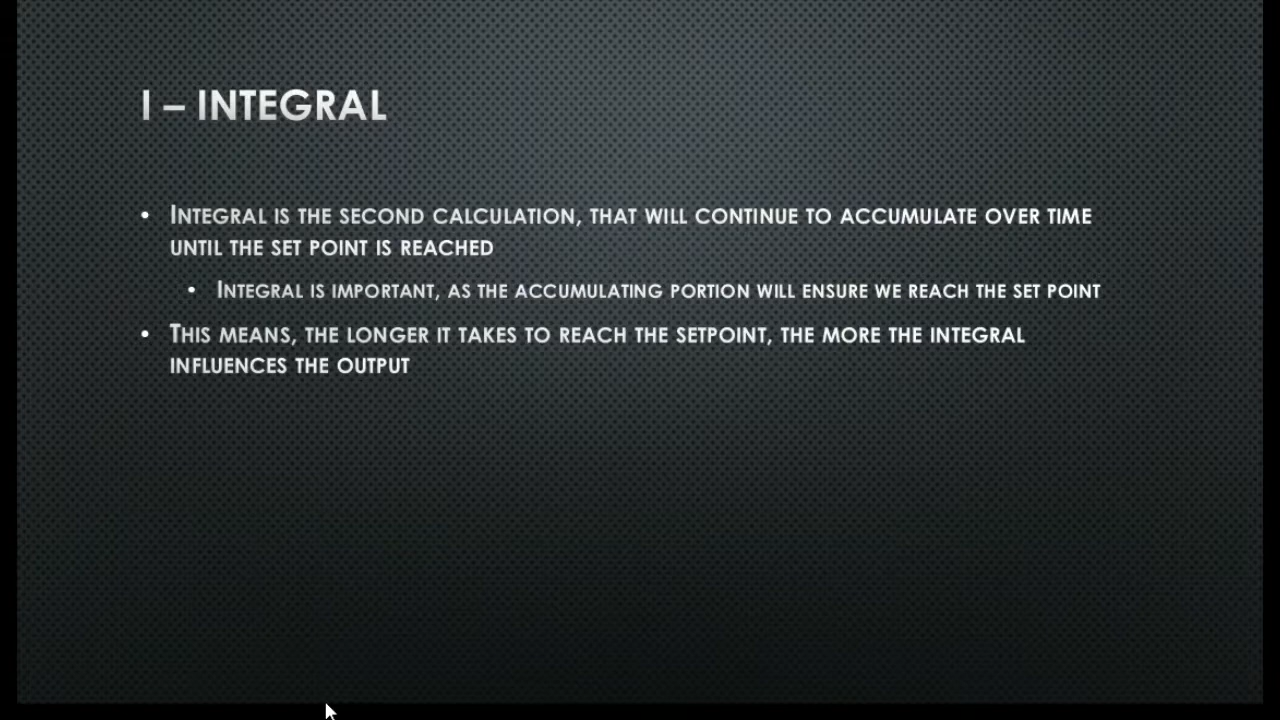 I – INTEGRAL
• INTEGRAL IS THE SECOND CALCULATION, THAT WILL CONTINUE TO ACCUMULATE OVER TIME
UNTIL THE SET POINT IS REACHED
• INTEGRAL IS IMPORTANT, AS THE ACCUMULATING PORTION WILL ENSURE WE REACH THE SET POINT
• THIS MEANS, THE LONGER IT TAKES TO REACH THE SETPOINT, THE MORE THE INTEGRAL
INFLUENCES THE OUTPUT